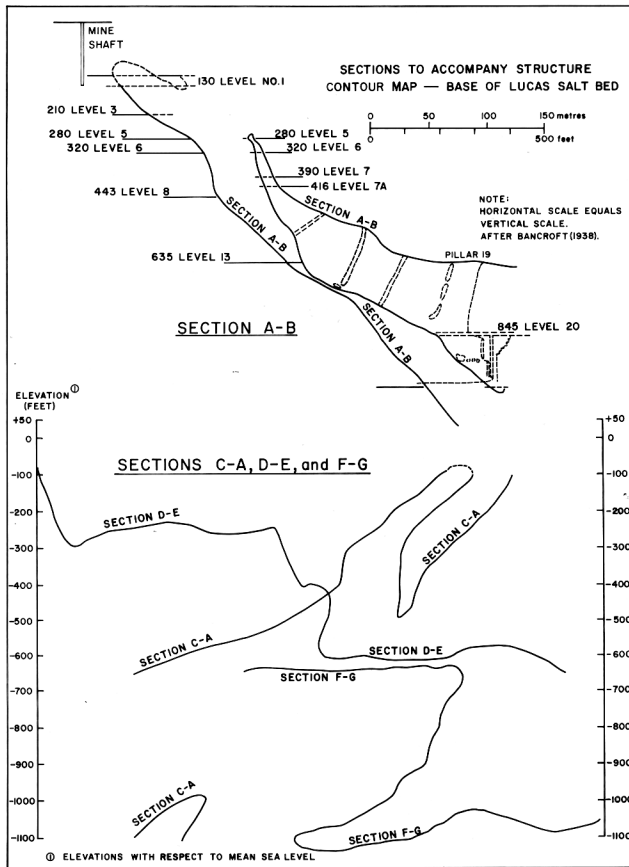 MINE
SHAFT
130 LEVEL NO.1
SECTIONS TO ACCOMPANY STRUCTURE
CONTOUR MAP — BASE OF LUCAS SALT BED
0 50 100 150 metres
0 500 feet
210 LEVEL 3
280 LEVEL 5
320 LEVEL 6
443 LEVEL 8
280 LEVEL 5
320 LEVEL 6
390 LEVEL 7
416 LEVEL 7A
NOTE:
HORIZONTAL SCALE EQUALS
VERTICAL SCALE.
AFTER BANCROFT (1938).
SECTION A-B
SECTION A-B
635 LEVEL 13
PILLAR 19
SECTION A-B
SECTION A-B
845 LEVEL 20
ELEVATION ①
(FEET)
+50
0
-100
-200
-300
-400
-500
-600
-700
-800
-900
-1000
-1100
SECTIONS C-A, D-E, and F-G
SECTION D-E
SECTION C-A
SECTION C-A
SECTION D-E
SECTION F-G
SECTION C-A
SECTION F-G
+50
0
-100
-200
-300
-400
-500
-600
-700
-800
-900
-1000
-1100
① ELEVATIONS WITH RESPECT TO MEAN SEA LEVEL